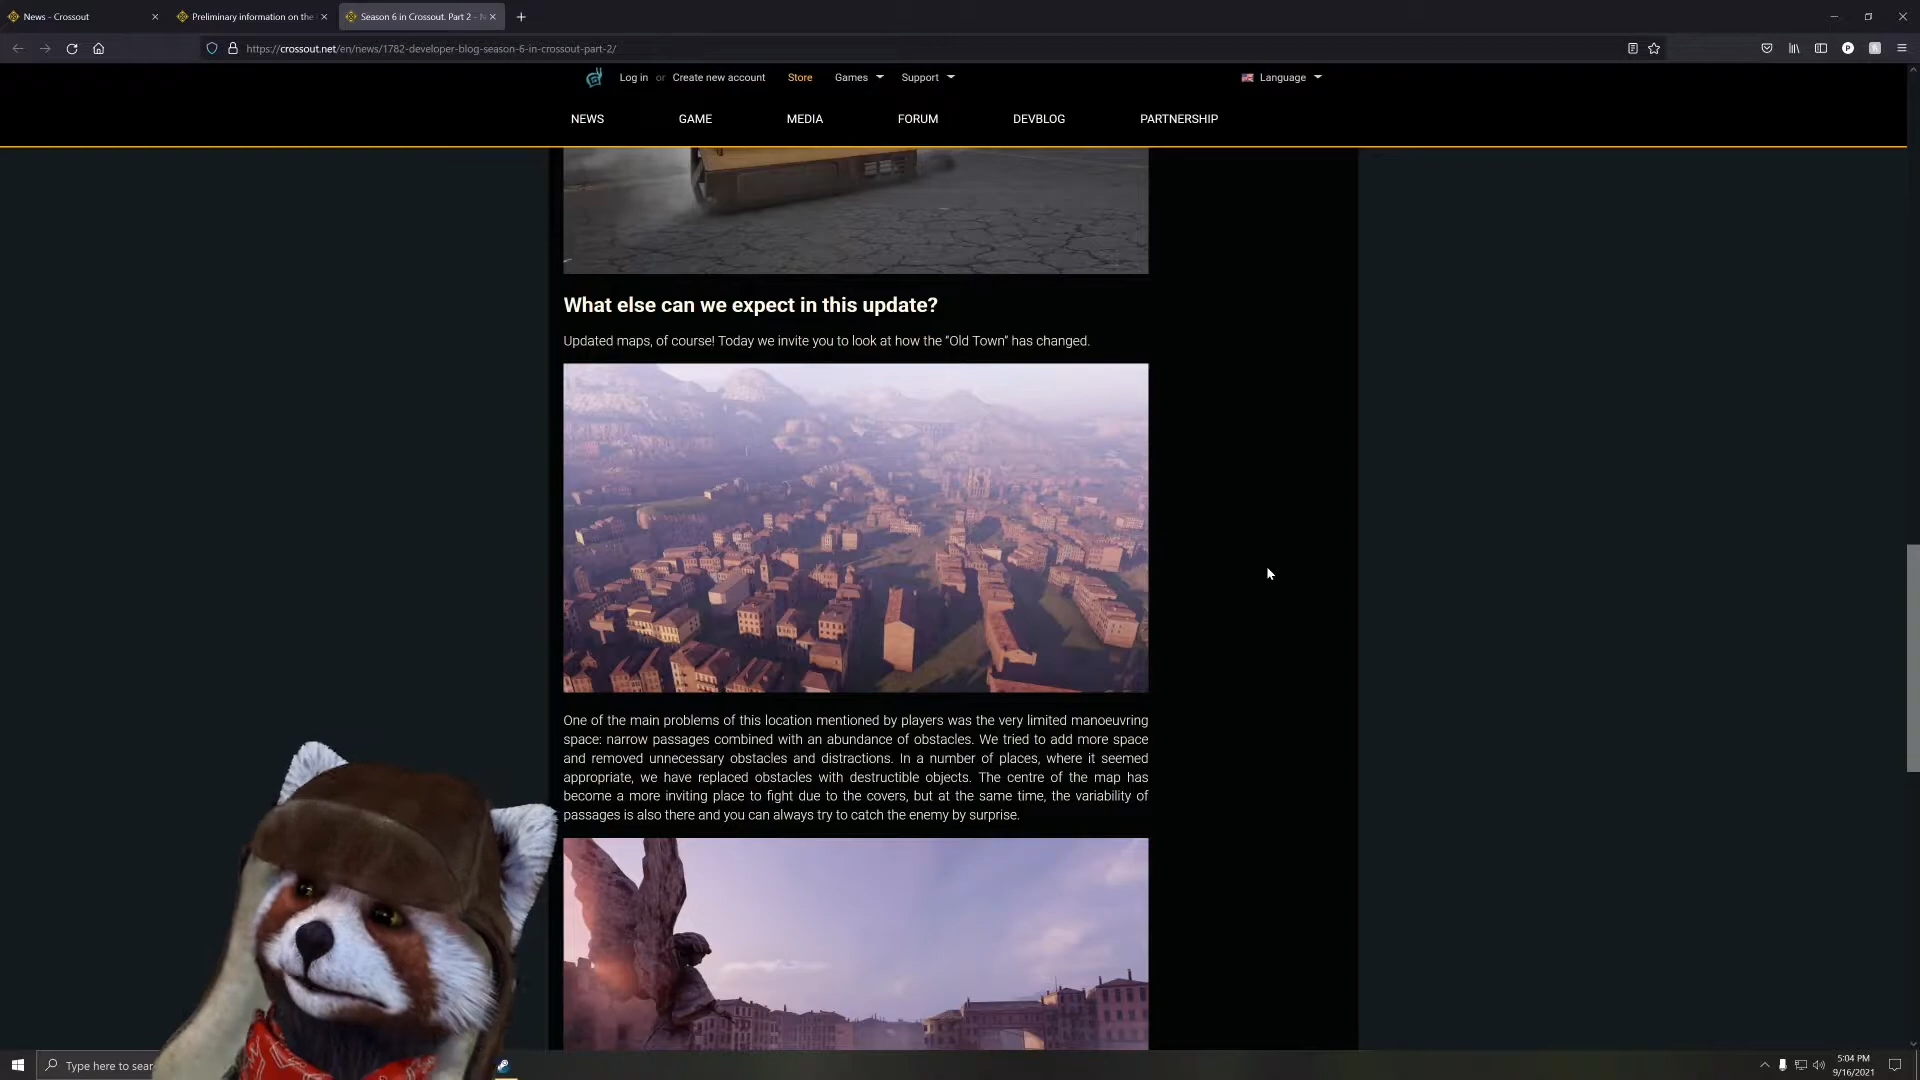 News - Crossout
Preliminary information on the
Season 6 in Crossout. Part 2 - N
https://crossout.net/en/news/1782-developer-blog-season-6-in-crossout-part-2/
Log in or Create new account Store Games Support Language
NEWS GAME MEDIA FORUM DEVBLOG PARTNERSHIP
What else can we expect in this update?
Updated maps, of course! Today we invite you to look at how the “Old Town” has changed.
One of the main problems of this location mentioned by players was the very limited manoeuvring
space: narrow passages combined with an abundance of obstacles. We tried to add more space
and removed unnecessary obstacles and distractions. In a number of places, where it seemed
appropriate, we have replaced obstacles with destructible objects. The centre of the map has
become a more inviting place to fight due to the covers, but at the same time, the variability of
passages is also there and you can always try to catch the enemy by surprise.
Type here to sear
5:04 PM
9/16/2021